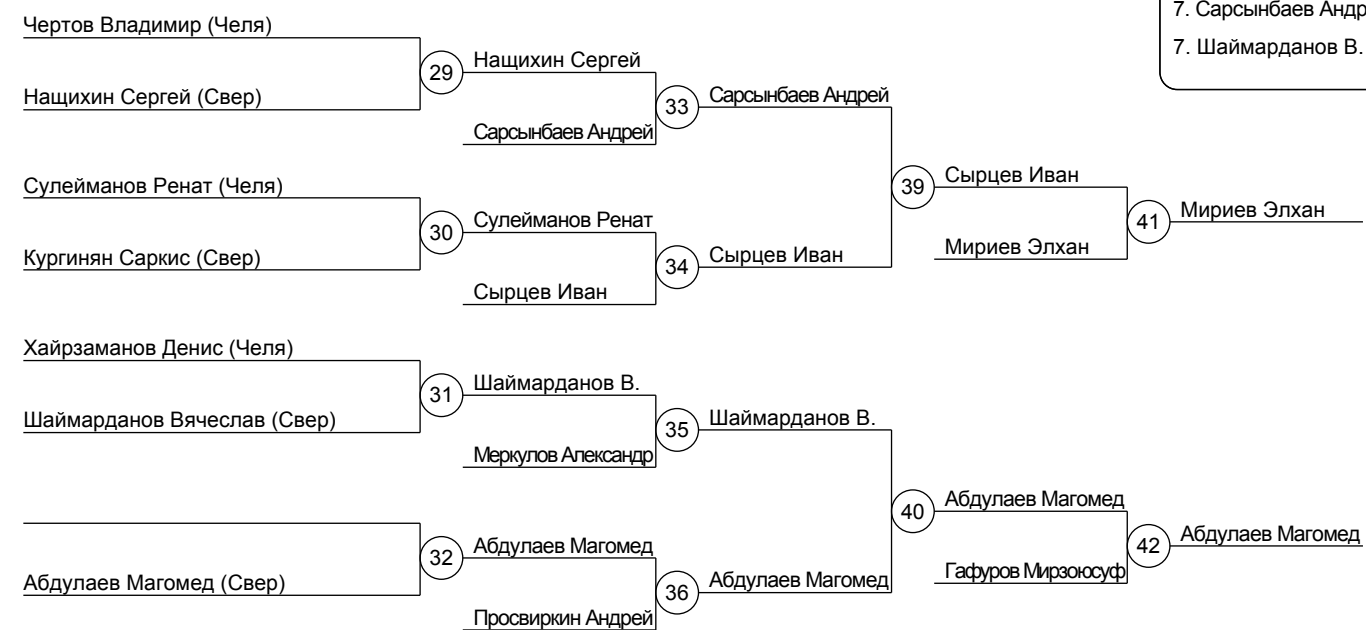 7. Сарсынбаев Андр
7. Шаймарданов В.
Чертов Владимир (Челя)
29
Нащихин Сергей
Нащихин Сергей (Свер)
33
Сарсынбаев Андрей
Сарсынбаев Андрей
Сулейманов Ренат (Челя)
39
Сырцев Иван
30
Сулейманов Ренат
41
Мириев Элхан
Кургинян Саркис (Свер)
34
Сырцев Иван
Мириев Элхан
Сырцев Иван
Хайрзаманов Денис (Челя)
31
Шаймарданов В.
Шаймарданов Вячеслав (Свер)
35
Шаймарданов В.
Меркулов Александр
40
Абдулаев Магомед
32
Абдулаев Магомед
42
Абдулаев Магомед
Абдулаев Магомед (Свер)
36
Абдулаев Магомед
Гафуров Мирзоюсуф
Просвиркин Андрей